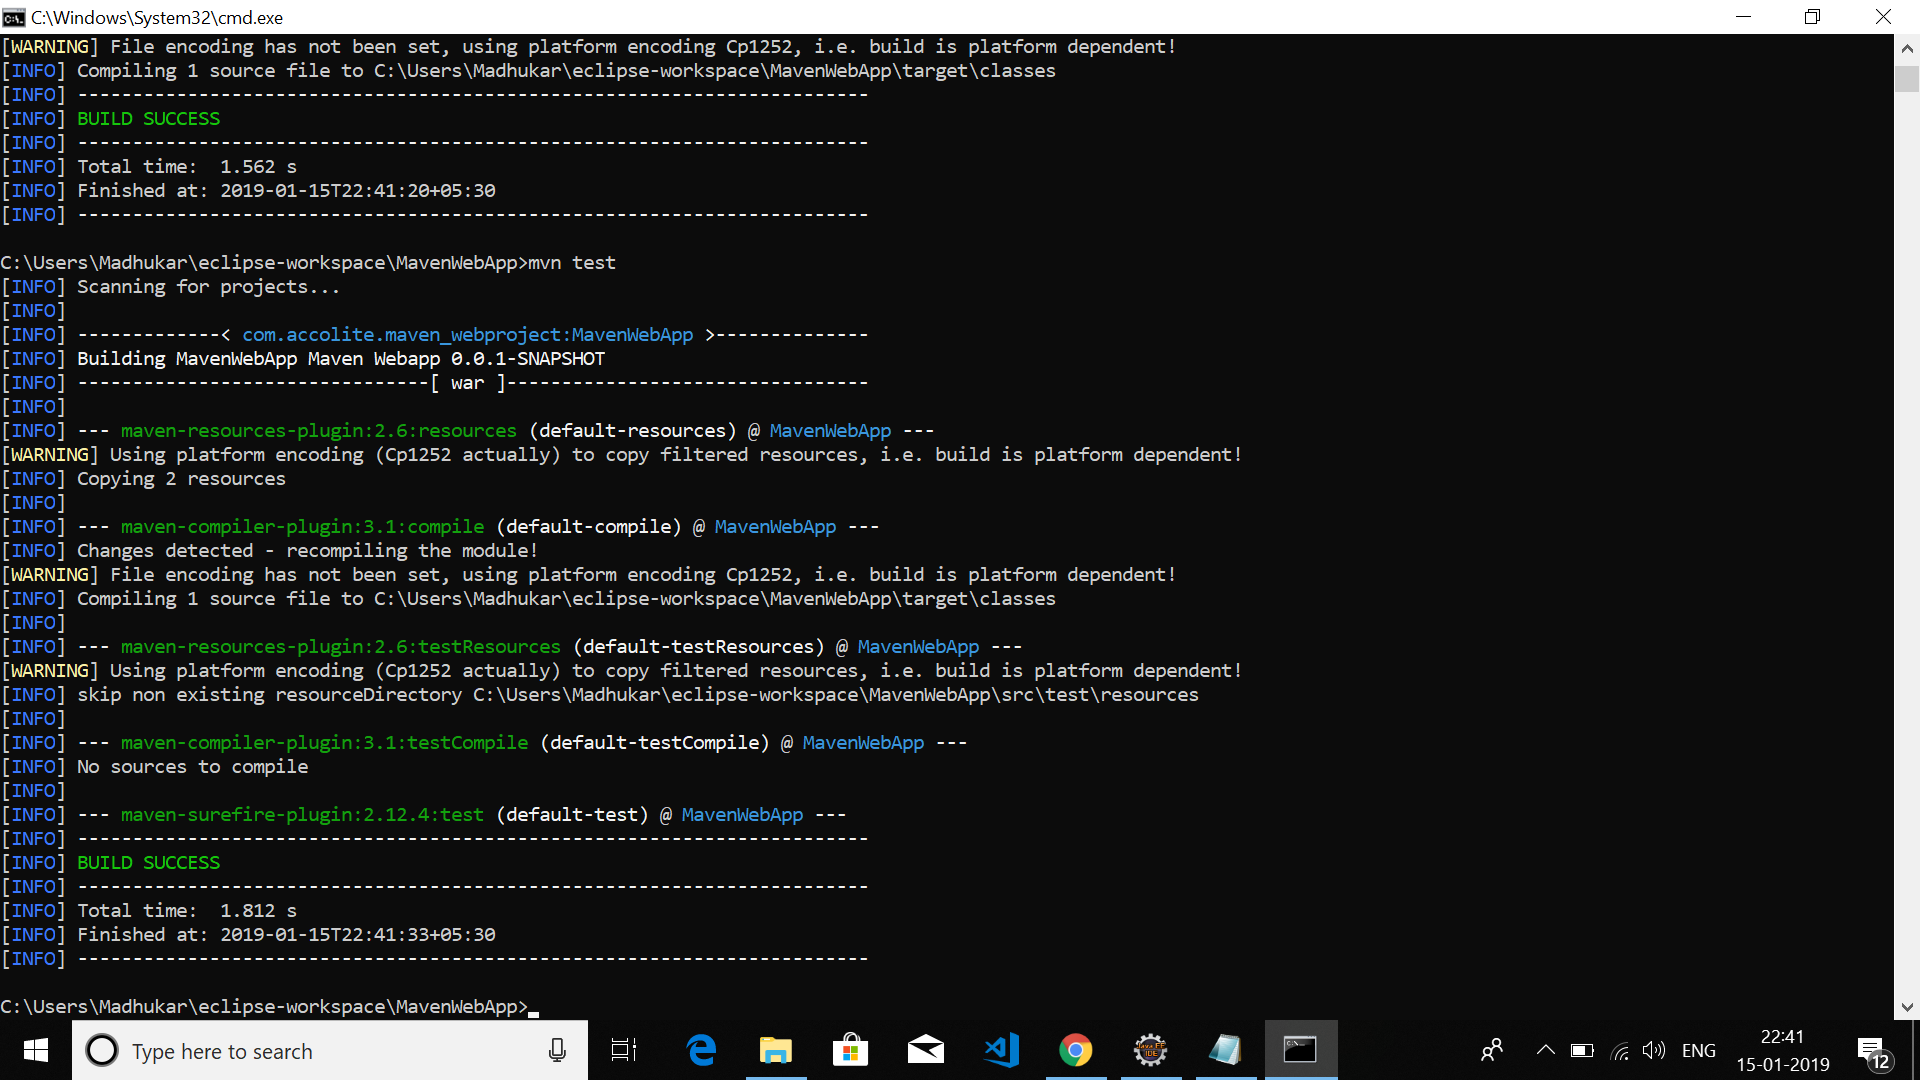 C:\Windows\System32\cmd.exe
[WARNING] File encoding has not been set, using platform encoding Cp1252, i.e. build is platform dependent!
[INFO] Compiling 1 source file to C:\Users\Madhukar\eclipse-workspace\MavenWebApp\target\classes
[INFO] ------------------------------------------------------------------------
[INFO] BUILD SUCCESS
[INFO] ------------------------------------------------------------------------
[INFO] Total time:  1.562 s
[INFO] Finished at: 2019-01-15T22:41:20+05:30
[INFO] ------------------------------------------------------------------------
C:\Users\Madhukar\eclipse-workspace\MavenWebApp>mvn test
[INFO] Scanning for projects...
[INFO]
[INFO] -------------< com.accolite.maven_webproject:MavenWebApp >--------------
[INFO] Building MavenWebApp Maven Webapp 0.0.1-SNAPSHOT
[INFO] --------------------------------[ war ]---------------------------------
[INFO]
[INFO] --- maven-resources-plugin:2.6:resources (default-resources) @ MavenWebApp ---
[WARNING] Using platform encoding (Cp1252 actually) to copy filtered resources, i.e. build is platform dependent!
[INFO] Copying 2 resources
[INFO]
[INFO] --- maven-compiler-plugin:3.1:compile (default-compile) @ MavenWebApp ---
[INFO] Changes detected - recompiling the module!
[WARNING] File encoding has not been set, using platform encoding Cp1252, i.e. build is platform dependent!
[INFO] Compiling 1 source file to C:\Users\Madhukar\eclipse-workspace\MavenWebApp\target\classes
[INFO]
[INFO] --- maven-resources-plugin:2.6:testResources (default-testResources) @ MavenWebApp ---
[WARNING] Using platform encoding (Cp1252 actually) to copy filtered resources, i.e. build is platform dependent!
[INFO] skip non existing resourceDirectory C:\Users\Madhukar\eclipse-workspace\MavenWebApp\src\test\resources
[INFO]
[INFO] --- maven-compiler-plugin:3.1:testCompile (default-testCompile) @ MavenWebApp ---
[INFO] No sources to compile
[INFO]
[INFO] --- maven-surefire-plugin:2.12.4:test (default-test) @ MavenWebApp ---
[INFO] ------------------------------------------------------------------------
[INFO] BUILD SUCCESS
[INFO] ------------------------------------------------------------------------
[INFO] Total time:  1.812 s
[INFO] Finished at: 2019-01-15T22:41:33+05:30
[INFO] ------------------------------------------------------------------------
C:\Users\Madhukar\eclipse-workspace\MavenWebApp>
Type here to search
Java EE
IDE
ENG
22:41
15-01-2019
12